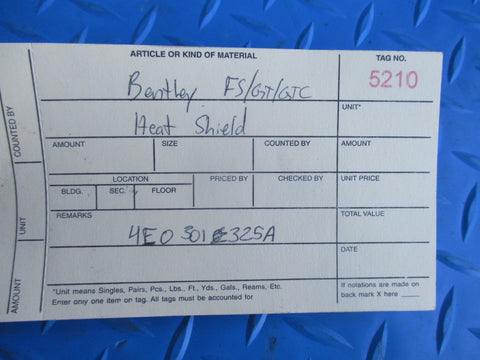 ARTICLE OR KIND OF MATERIAL
TAG NO.
Bentley FS/GT/GTC
5210
Heat Shield
UNIT*
AMOUNT SIZE COUNTED BY AMOUNT
LOCATION PRICED BY CHECKED BY UNIT PRICE
BLDG. SEC. FLOOR
REMARKS TOTAL VALUE
4E0 301 325A
DATE
*Unit means Singles, Pairs, Pcs., Lbs., Ft., Yds., Gals., Reams, Etc.
Enter only one item on tag. All tags must be accounted for
If notations are made on
back mark X here _____
COUNTED BY
UNIT
AMOUNT